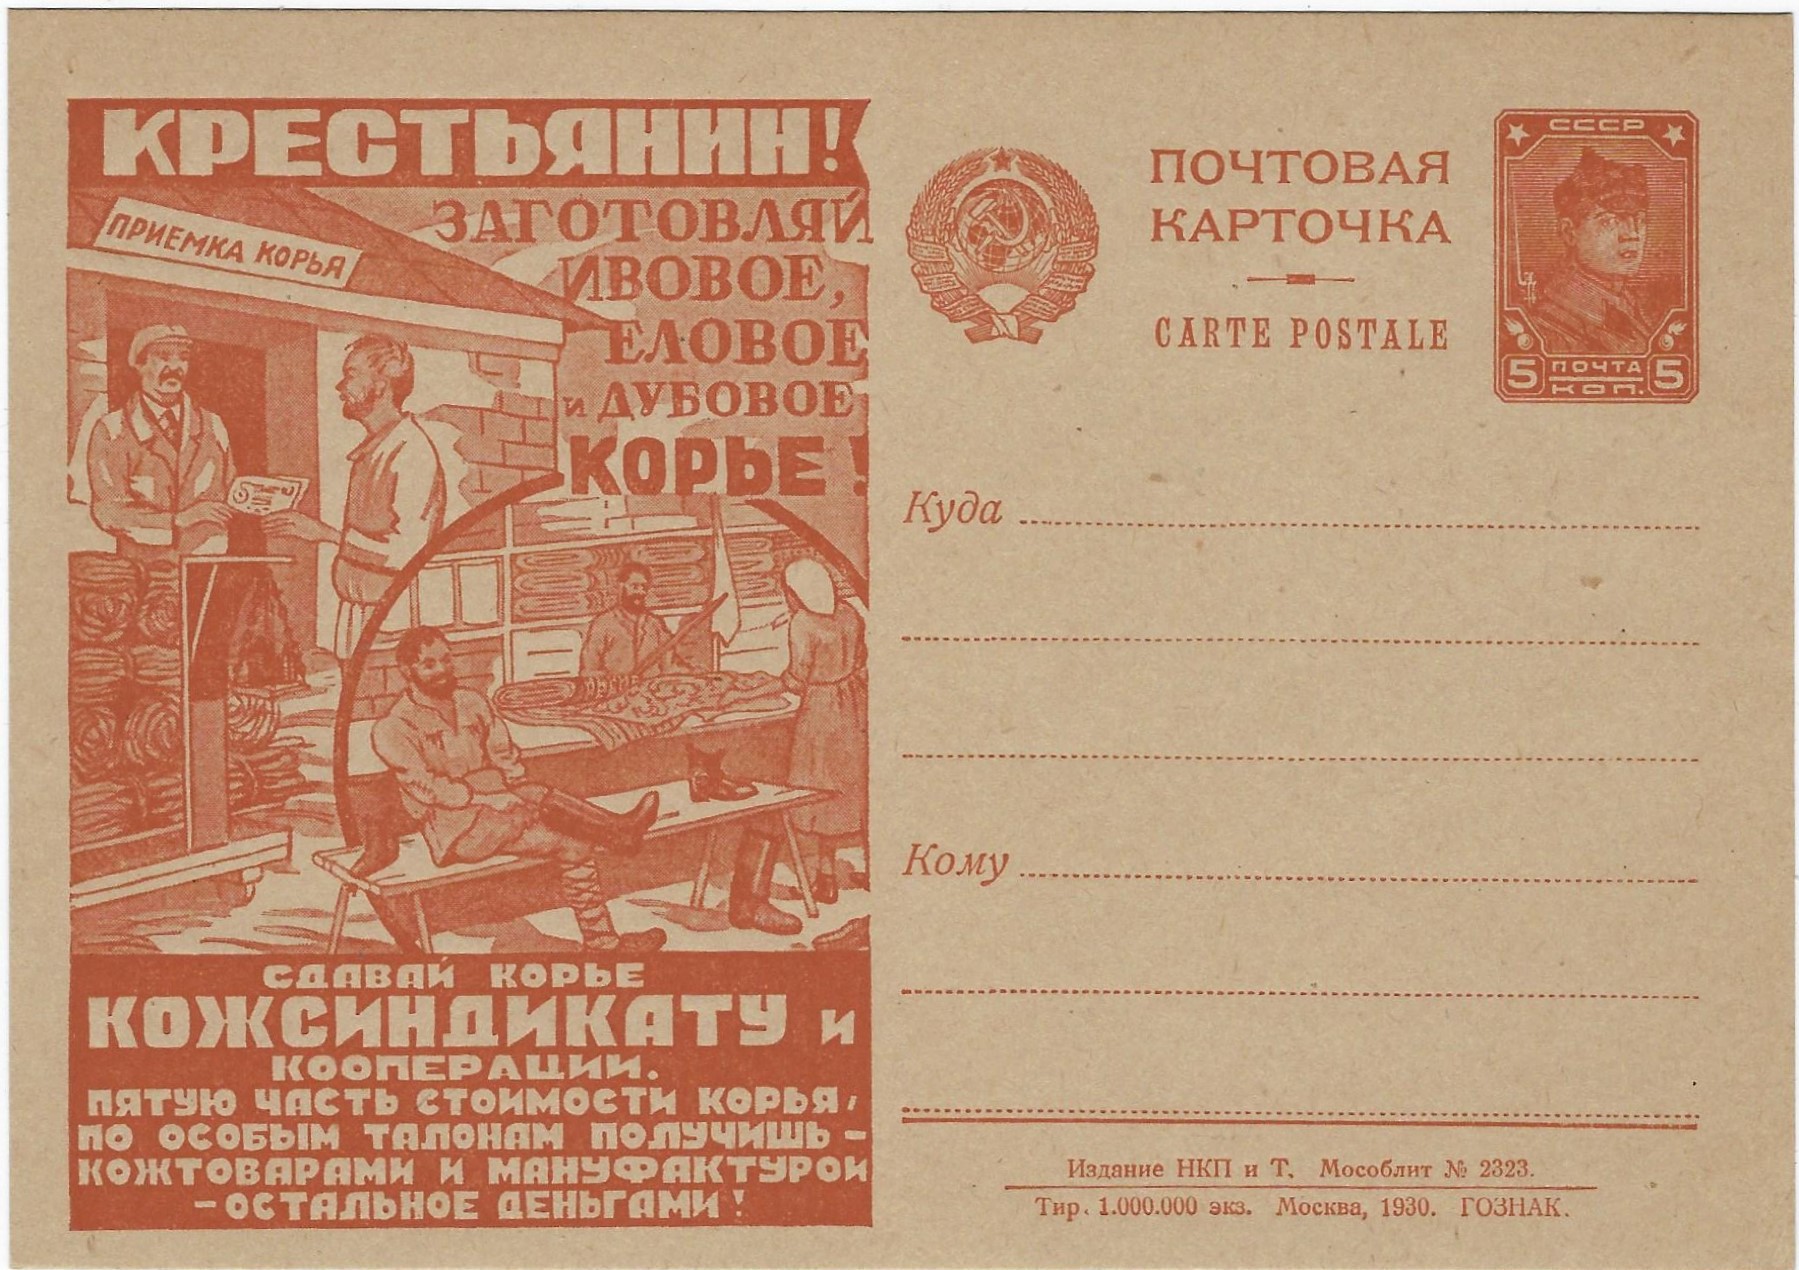 КРЕСТЬЯНИН!
ПРИЕМКА КОРЬЯ
ЗАГОТОВЛЯЙ
ИВОВОЕ,
ЕЛОВОЕ
и ДУБОВОЕ
КОРЬЕ!
СДАВАЙ КОРЬЕ
КОЖСИНДИКАТУ И
КООПЕРАЦИИ.
ПЯТУЮ ЧАСТЬ СТОИМОСТИ КОРЬЯ,
ПО ОСОБЫМ ТАЛОНАМ ПОЛУЧИШЬ –
КОЖТОВАРАМИ И МАНУФАКТУРОЙ
– ОСТАЛЬНОЕ ДЕНЬГАМИ!
ПОЧТОВАЯ
КАРТОЧКА
CARTE POSTALE
СССР
5 ПОЧТА 5
КОП.
Куда
Кому
Издание НКП и Т. Мособлит № 2323.
Тир. 1.000.000 экз. Москва, 1930. ГОЗНАК.